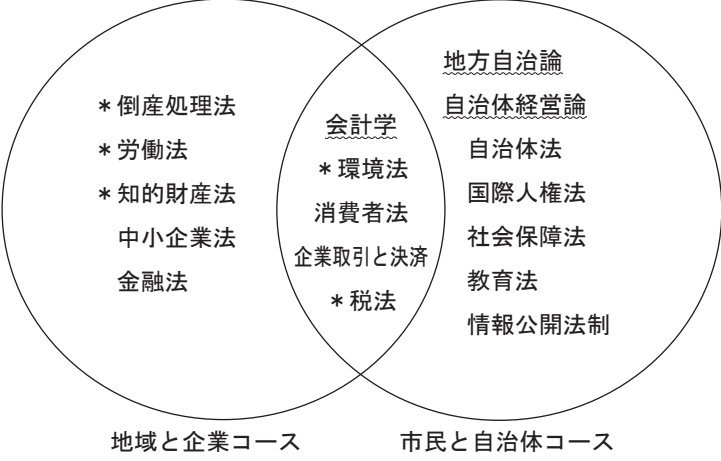 ＊倒産処理法
＊労働法
＊知的財産法
中小企業法
金融法
会計学
＊環境法
消費者法
企業取引と決済
＊税法
地方自治論
自治体経営論
自治体法
国際人権法
社会保障法
教育法
情報公開法制
地域と企業コース
市民と自治体コース